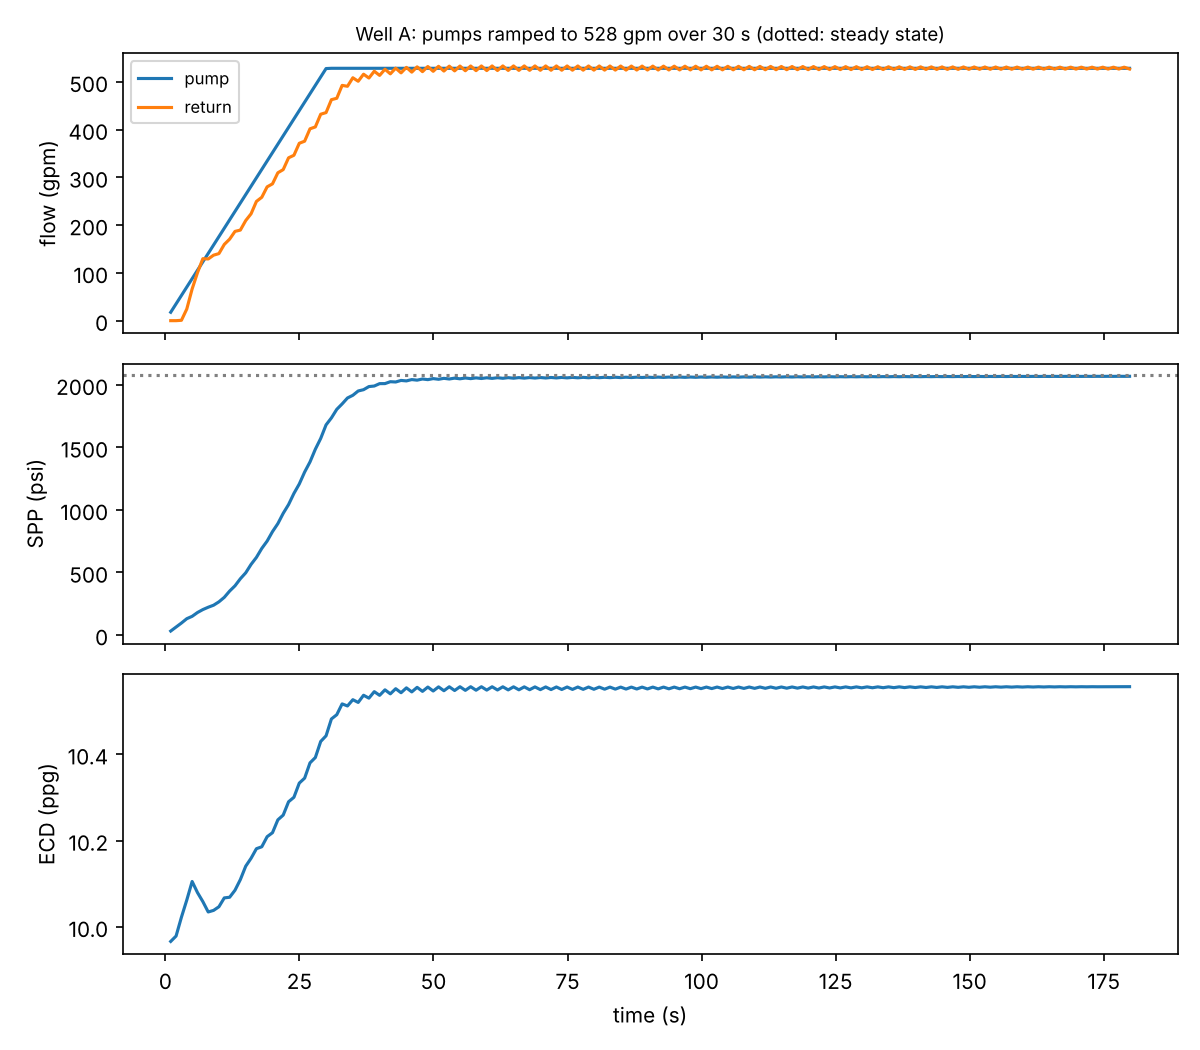 Well A: pumps ramped to 528 gpm over 30 s (dotted: steady state)
pump
return
flow (gpm)
500
400
300
200
100
0
SPP (psi)
2000
1500
1000
500
0
ECD (ppg)
10.4
10.2
10.0
0 25 50 75 100 125 150 175
time (s)